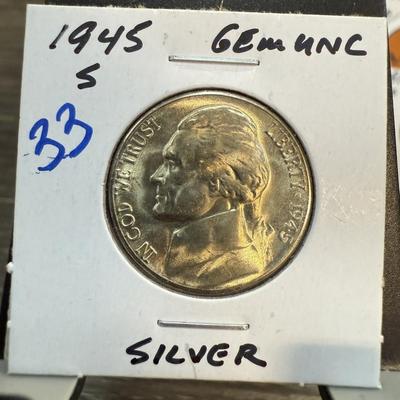 1945 GEM UNC
S
33
IN GOD WE TRUST
LIBERTY 1945
SILVER